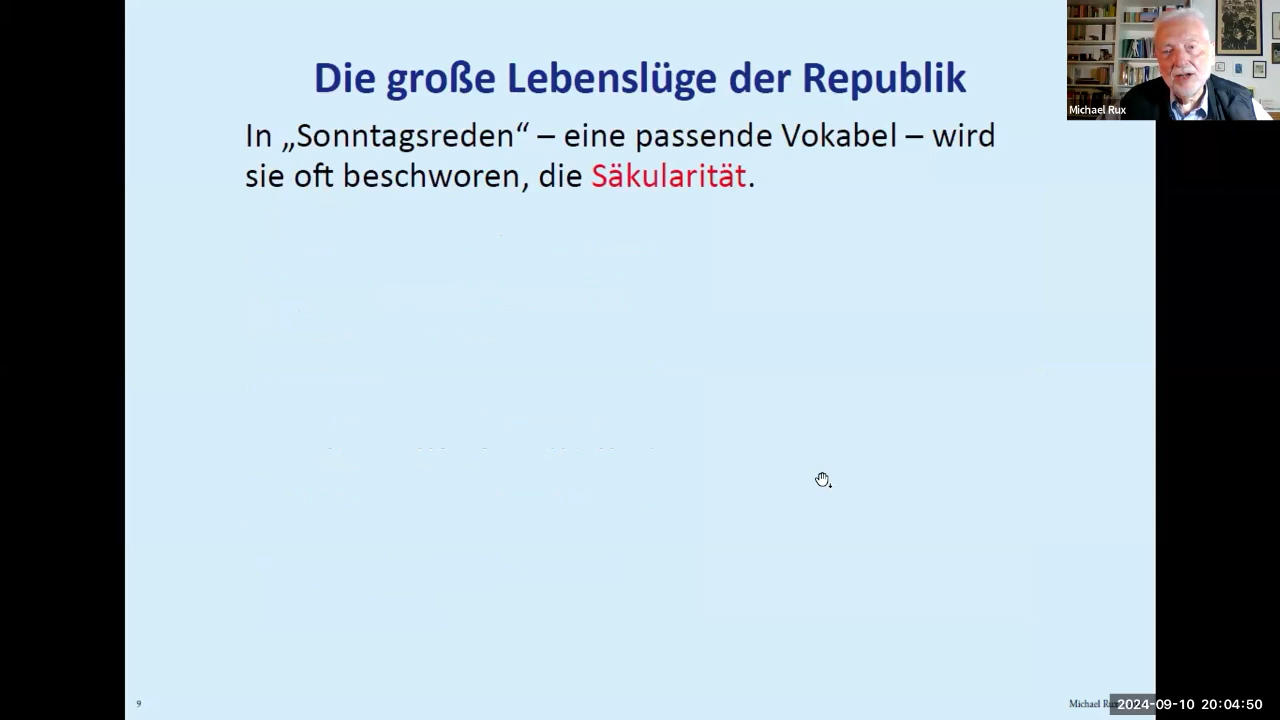 Die große Lebenslüge der Republik
In „Sonntagsreden“ – eine passende Vokabel – wird
sie oft beschworen, die Säkularität.
Michael Rux
9
Michael
2024-09-10 20:04:50